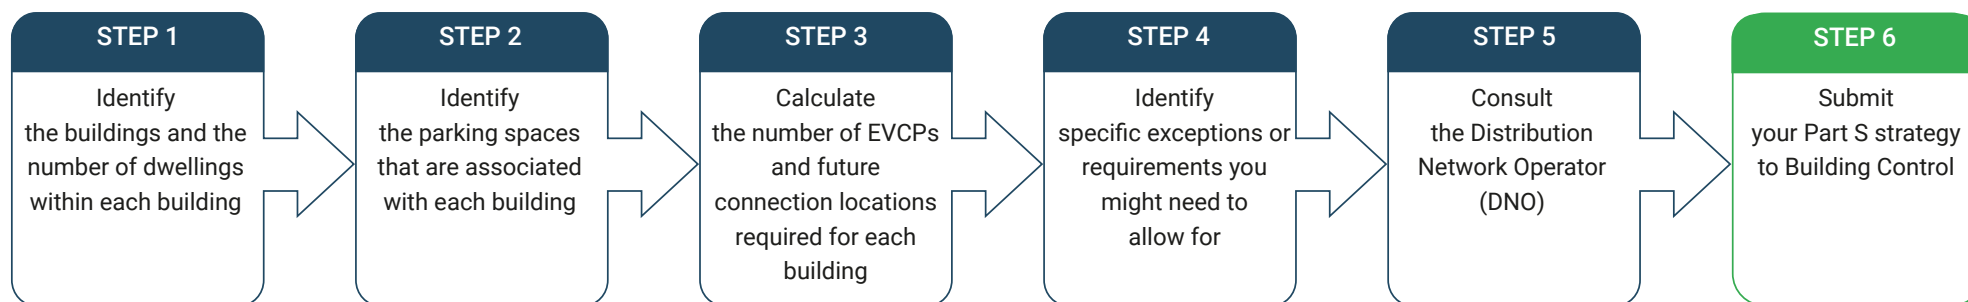 STEP 1
Identify
the buildings and the
number of dwellings
within each building
STEP 2
Identify
the parking spaces
that are associated
with each building
STEP 3
Calculate
the number of EVCPs
and future
connection locations
required for each
building
STEP 4
Identify
specific exceptions or
requirements you
might need to
allow for
STEP 5
Consult
the Distribution
Network Operator
(DNO)
STEP 6
Submit
your Part S strategy
to Building Control